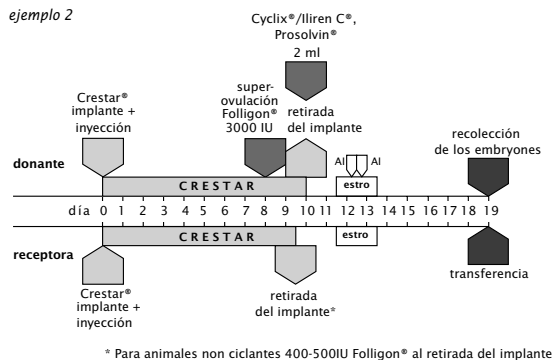 ejemplo 2
Cyclix®/Iliren C®,
Prosolvin®
2 ml
super-
ovulación
Folligon®
3000 IU
Crestar®
implante +
inyección
retirada
del implante
recolección
de los embryones
donante
AI
AI
CRESTAR
estro
día 0 1 2 3 4 5 6 7 8 9 10 11 12 13 14 15 16 17 18 19
CRESTAR
estro
receptora
Crestar®
implante +
inyección
retirada
del implante*
transferencia
* Para animales non ciclantes 400-500IU Folligon® al retirada del implante